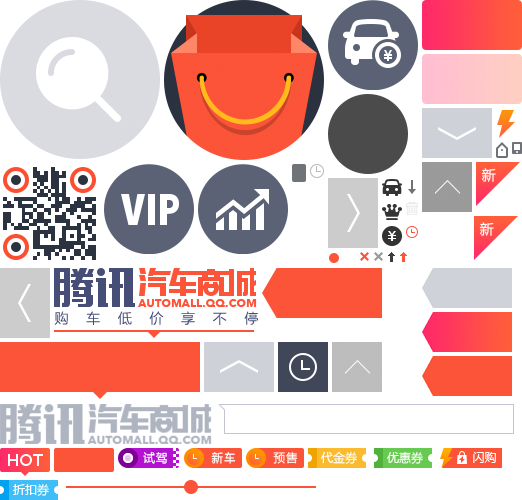 新
VIP
新
腾讯汽车商城
AUTOMALL.QQ.COM
购车低价享不停
腾讯汽车商城
AUTOMALL.QQ.COM
HOT
试驾
新车
预售
代金券
优惠券
闪购
折扣券